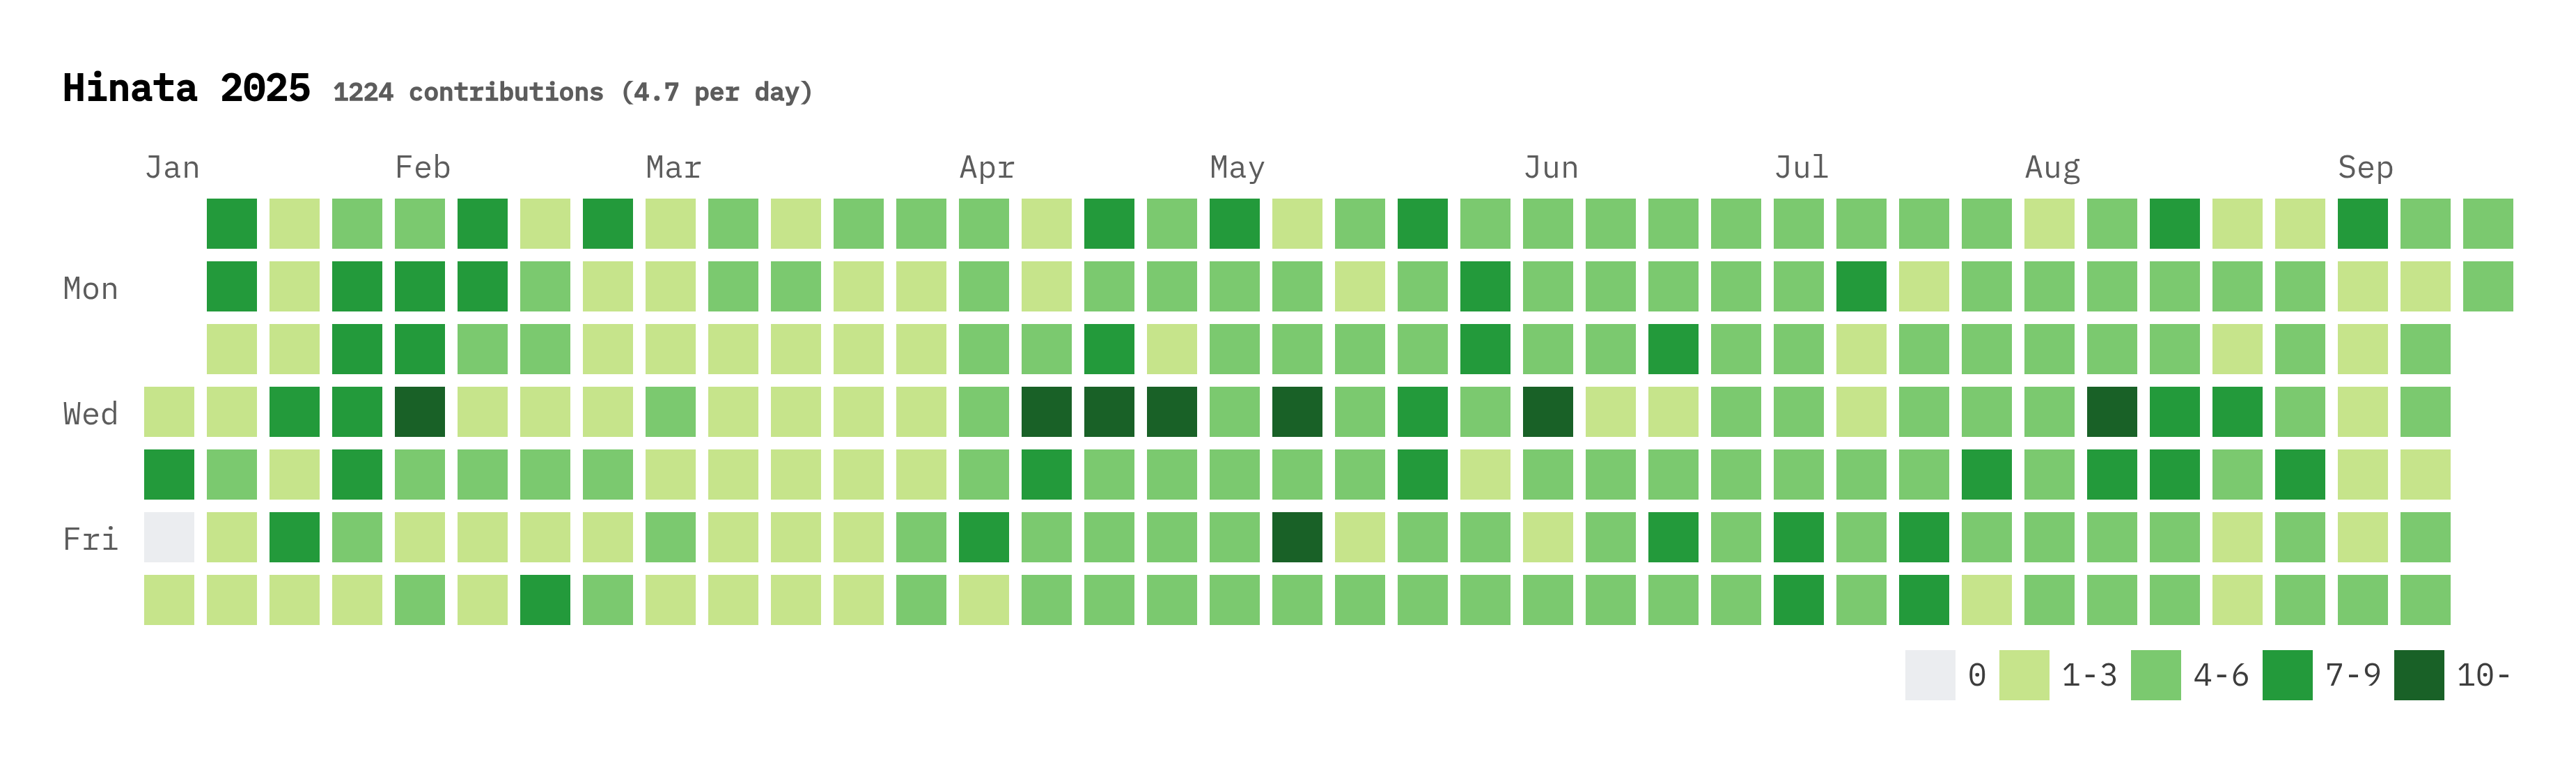 Hinata 2025 1224 contributions (4.7 per day)
Jan Feb Mar Apr May Jun Jul Aug Sep
Mon
Wed
Fri
0 1-3 4-6 7-9 10-